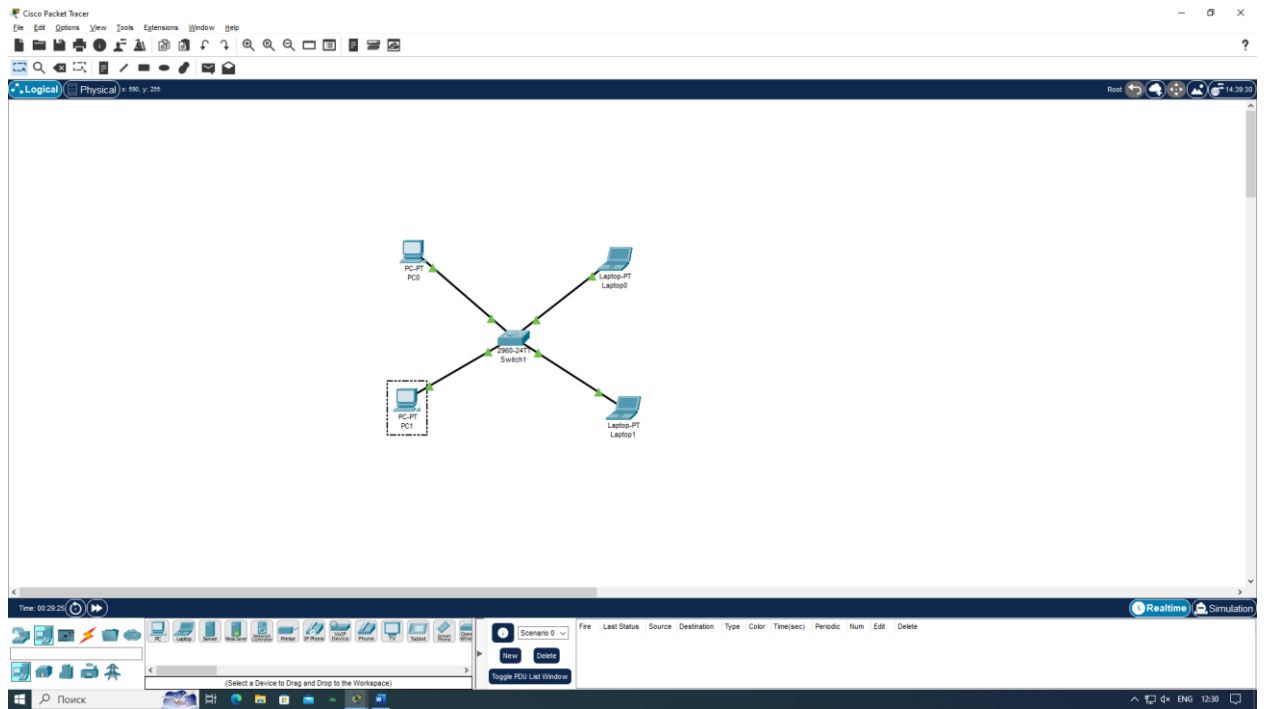 Cisco Packet Tracer
File Edit Options View Tools Extensions Window Help
?
Logical Physical x: 690, y: 255
Root 14:39:30
PC-PT
PC0
Laptop-PT
Laptop0
2960-24TT
Switch1
PC-PT
PC1
Laptop-PT
Laptop1
Time: 00:29:25
Realtime Simulation
PC Laptop Server Printer IP Phone VoIP Device Phone TV Tablet
(Select a Device to Drag and Drop to the Workspace)
Scenario 0
New Delete
Toggle PDU List Window
Fire Last Status Source Destination Type Color Time(sec) Periodic Num Edit Delete
Поиск
ENG 12:30